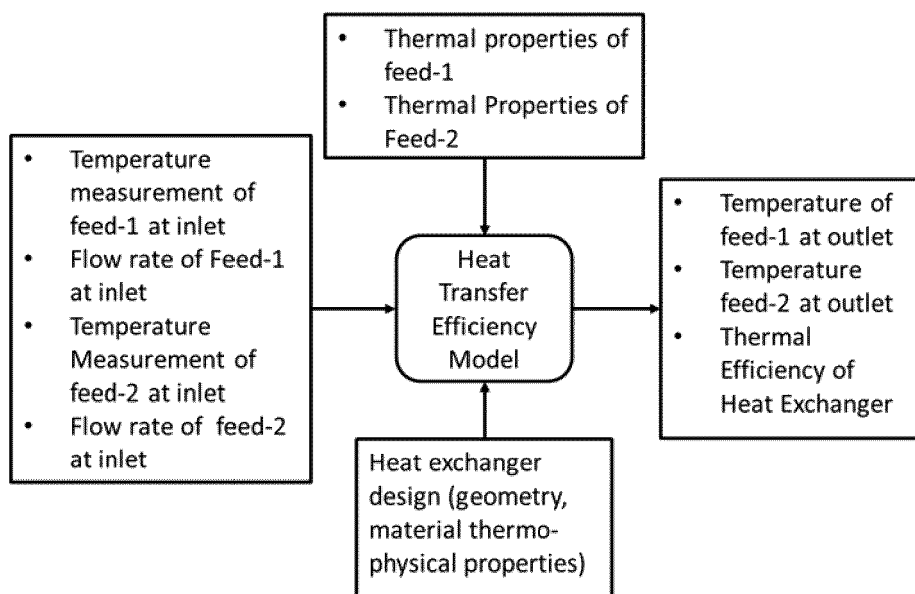 • Thermal properties of
feed-1
• Thermal Properties of
Feed-2
• Temperature
measurement of
feed-1 at inlet
• Flow rate of Feed-1
at inlet
• Temperature
Measurement of
feed-2 at inlet
• Flow rate of feed-2
at inlet
Heat
Transfer
Efficiency
Model
• Temperature of
feed-1 at outlet
• Temperature
feed-2 at outlet
• Thermal
Efficiency of
Heat Exchanger
Heat exchanger
design (geometry,
material thermo-
physical properties)